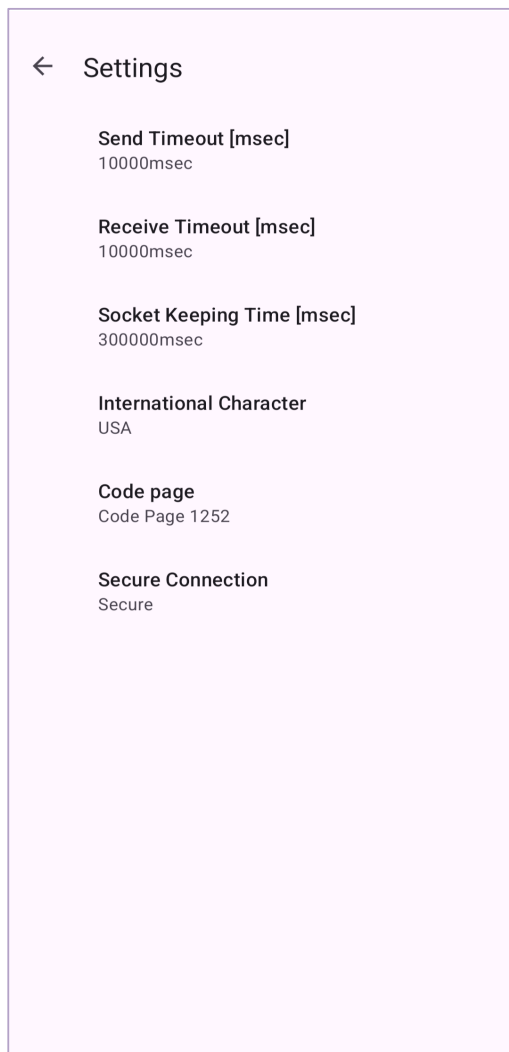 Settings
Send Timeout [msec]
10000msec
Receive Timeout [msec]
10000msec
Socket Keeping Time [msec]
300000msec
International Character
USA
Code page
Code Page 1252
Secure Connection
Secure